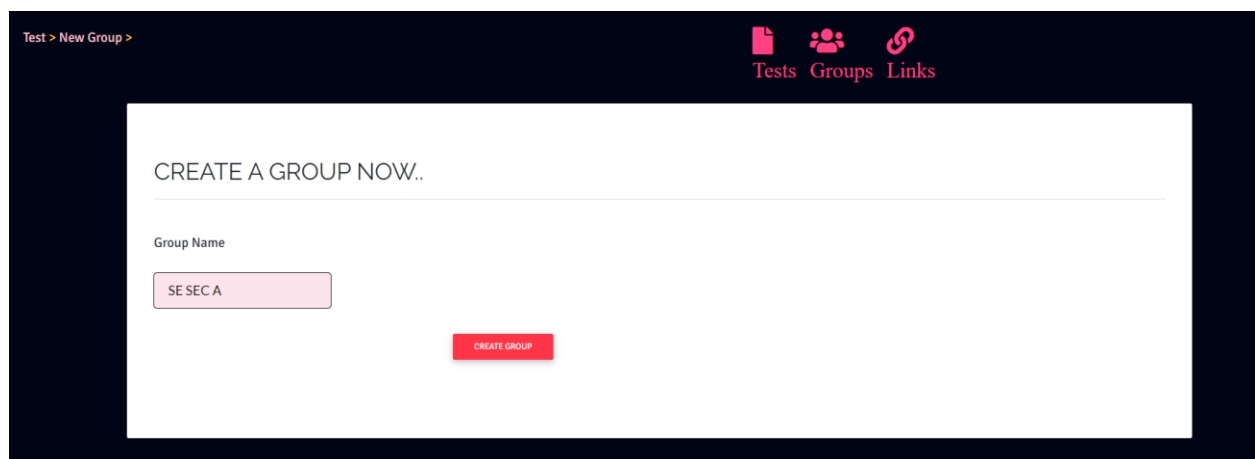 Test > New Group >
Tests Groups Links
CREATE A GROUP NOW..
Group Name
SE SEC A
CREATE GROUP